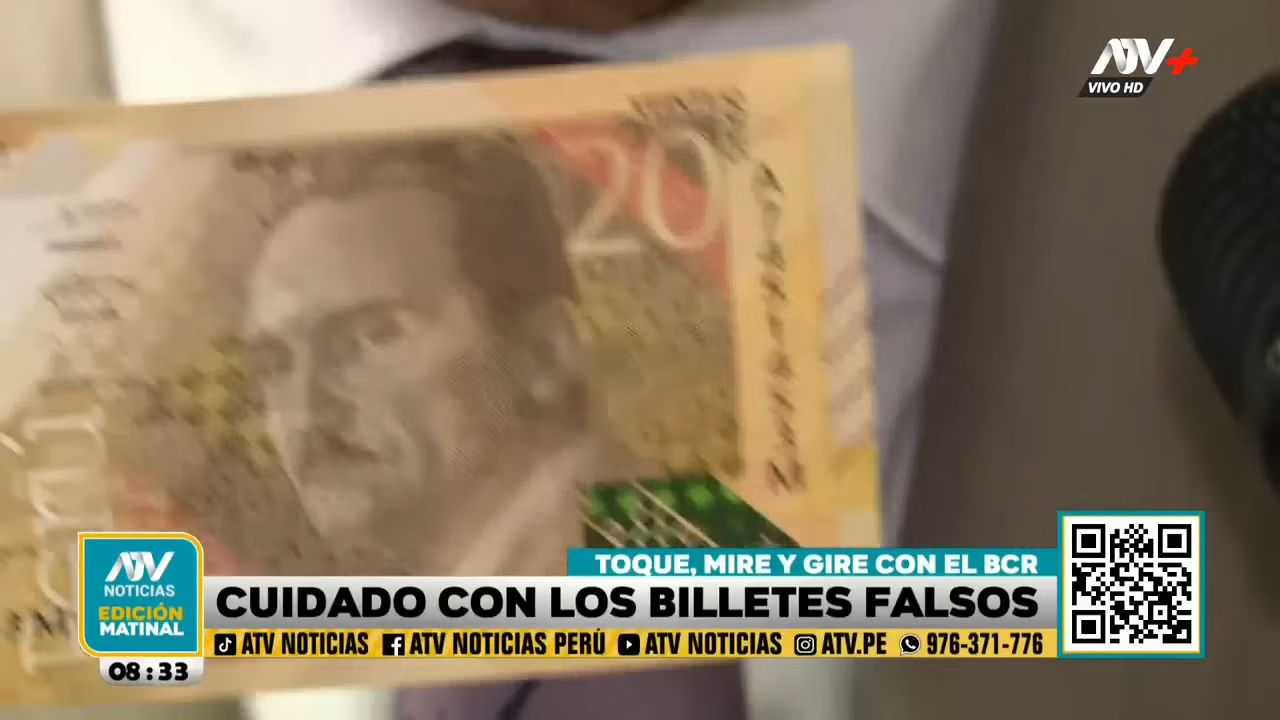 ATV+
VIVO HD
20
TOQUE, MIRE Y GIRE CON EL BCR
CUIDADO CON LOS BILLETES FALSOS
ATV
NOTICIAS
EDICIÓN
MATINAL
ATV NOTICIAS ATV NOTICIAS PERÚ ATV NOTICIAS ATV.PE 976-371-776
08:33